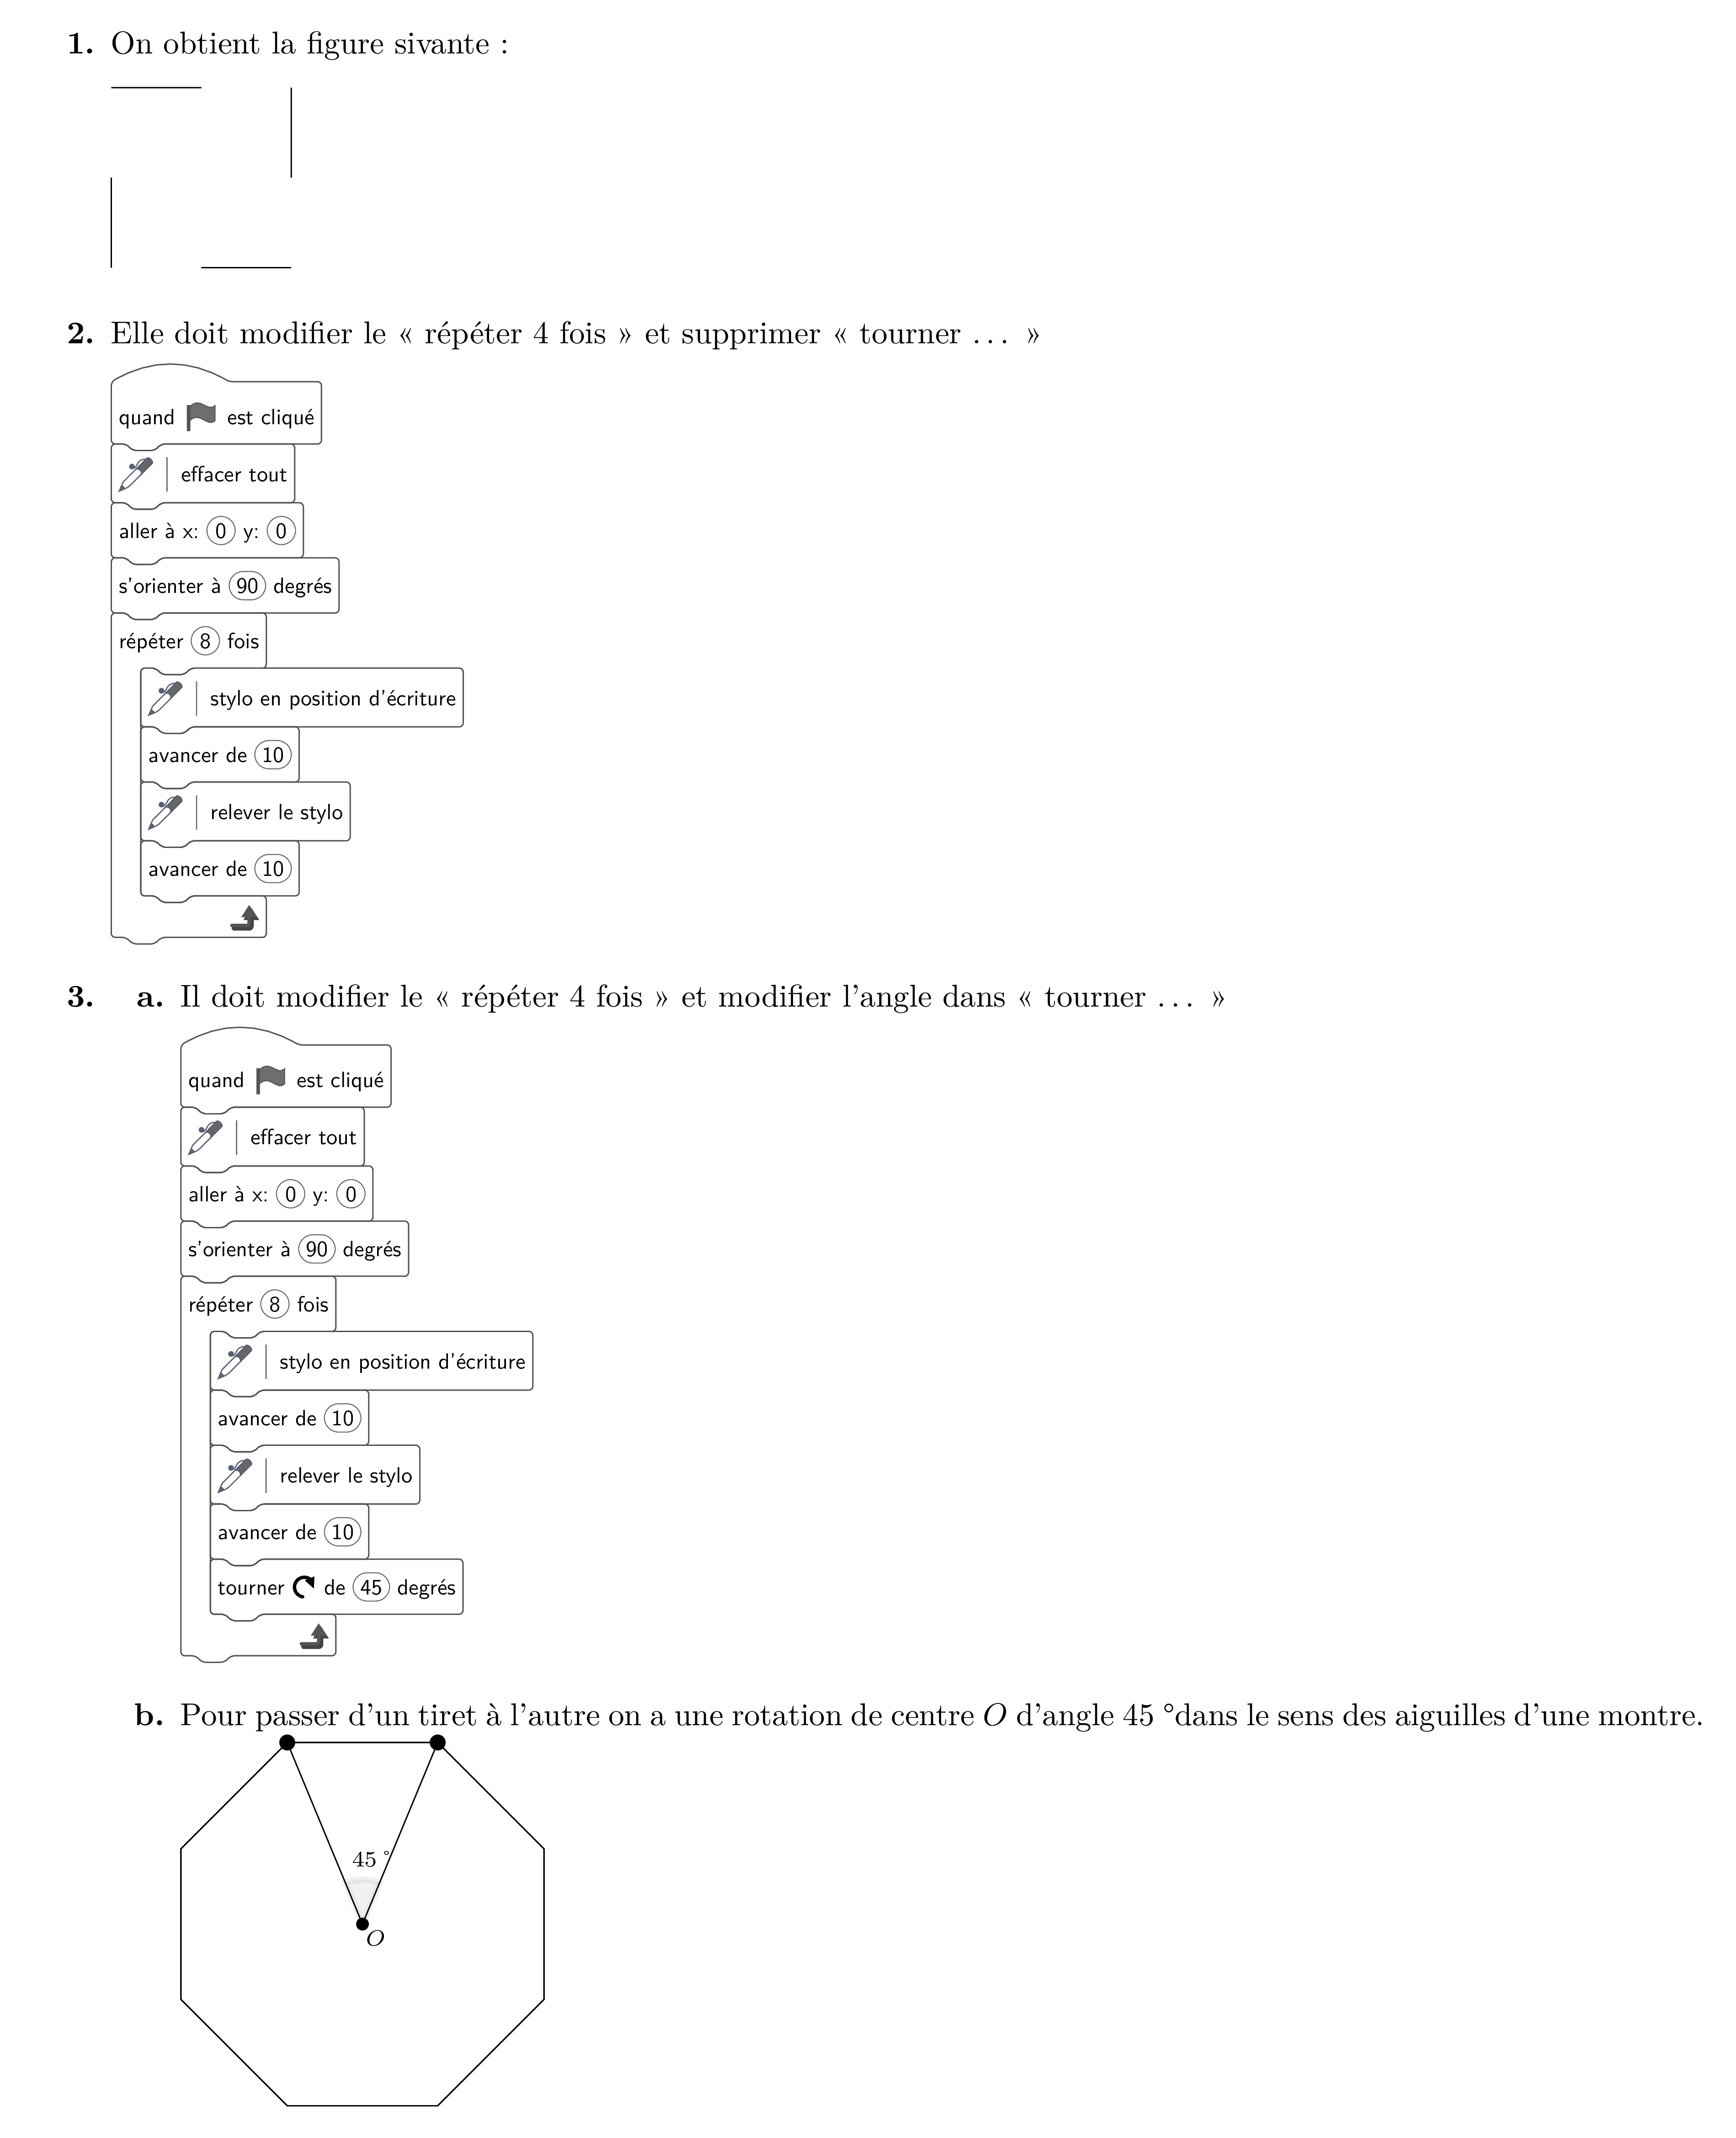 1. On obtient la figure sivante :
2. Elle doit modifier le « répéter 4 fois » et supprimer « tourner ... »
quand est cliqué
effacer tout
aller à x: 0 y: 0
s'orienter à 90 degrés
répéter 8 fois
stylo en position d'écriture
avancer de 10
relever le stylo
avancer de 10
3. a. Il doit modifier le « répéter 4 fois » et modifier l'angle dans « tourner ... »
quand est cliqué
effacer tout
aller à x: 0 y: 0
s'orienter à 90 degrés
répéter 8 fois
stylo en position d'écriture
avancer de 10
relever le stylo
avancer de 10
tourner de 45 degrés
b. Pour passer d'un tiret à l'autre on a une rotation de centre O d'angle 45 °dans le sens des aiguilles d'une montre.
45 °
O